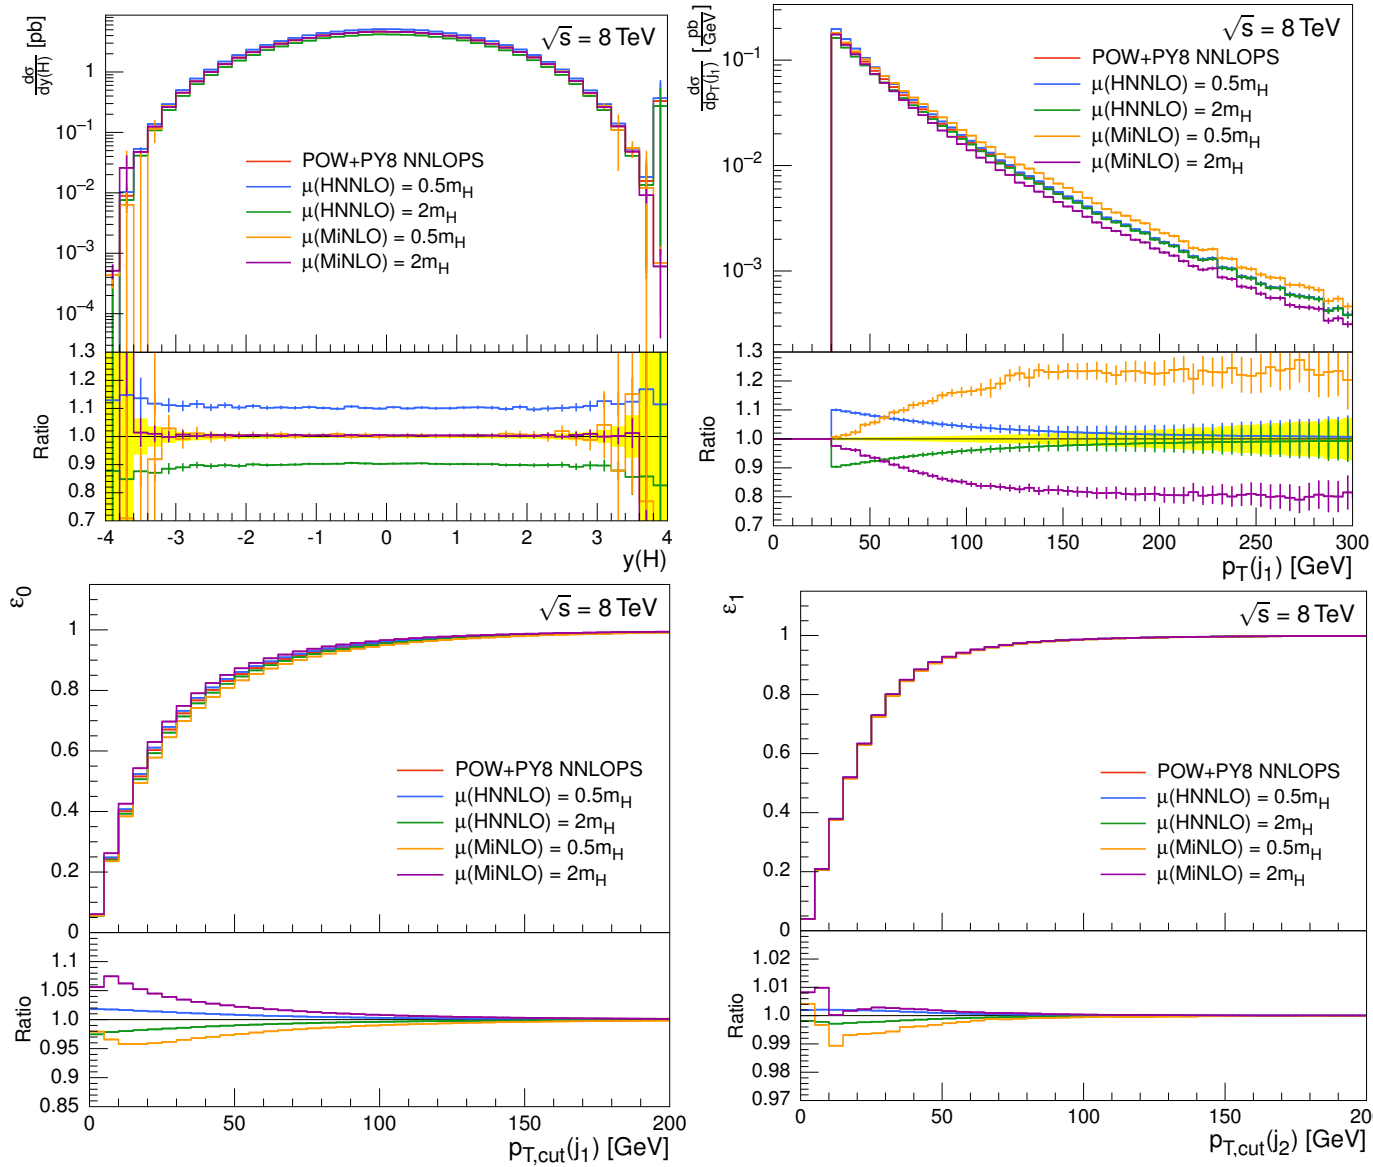 dσ
dy(H) [pb]
√s = 8 TeV
1
10⁻¹
10⁻²
10⁻³
10⁻⁴
POW+PY8 NNLOPS
μ(HNNLO) = 0.5m_H
μ(HNNLO) = 2m_H
μ(MiNLO) = 0.5m_H
μ(MiNLO) = 2m_H
Ratio
1.3
1.2
1.1
1.0
0.9
0.8
0.7
-4 -3 -2 -1 0 1 2 3 4
y(H)
dσ
dp_T(j₁) [pb/GeV]
√s = 8 TeV
10⁻¹
10⁻²
10⁻³
POW+PY8 NNLOPS
μ(HNNLO) = 0.5m_H
μ(HNNLO) = 2m_H
μ(MiNLO) = 0.5m_H
μ(MiNLO) = 2m_H
Ratio
1.3
1.2
1.1
1.0
0.9
0.8
0.7
0 50 100 150 200 250 300
p_T(j₁) [GeV]
ε₀
√s = 8 TeV
1
0.8
0.6
0.4
0.2
0
POW+PY8 NNLOPS
μ(HNNLO) = 0.5m_H
μ(HNNLO) = 2m_H
μ(MiNLO) = 0.5m_H
μ(MiNLO) = 2m_H
Ratio
1.1
1.05
1.0
0.95
0.9
0.85
0 50 100 150 200
p_T,cut(j₁) [GeV]
ε₁
√s = 8 TeV
1
0.8
0.6
0.4
0.2
0
POW+PY8 NNLOPS
μ(HNNLO) = 0.5m_H
μ(HNNLO) = 2m_H
μ(MiNLO) = 0.5m_H
μ(MiNLO) = 2m_H
Ratio
1.02
1.01
1.0
0.99
0.98
0.97
0 50 100 150 20
p_T,cut(j₂) [GeV]